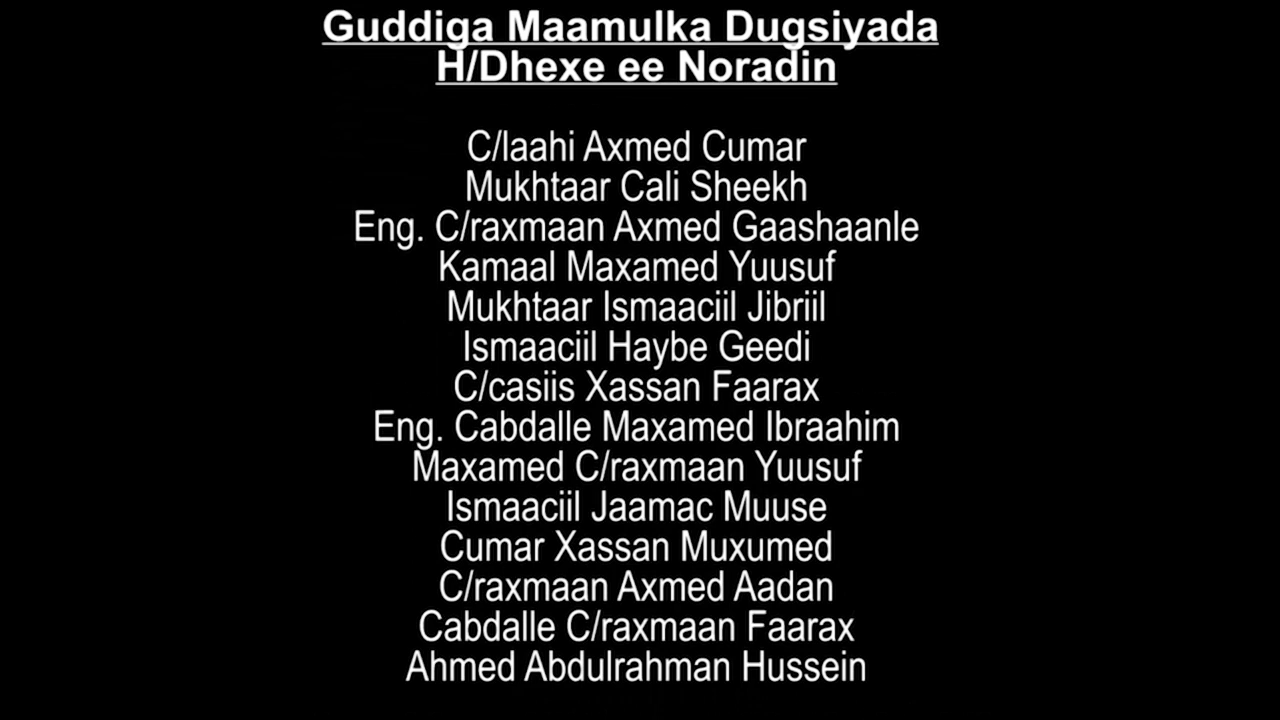 Guddiga Maamulka Dugsiyada
H/Dhexe ee Noradin
C/laahi Axmed Cumar
Mukhtaar Cali Sheekh
Eng. C/raxmaan Axmed Gaashaanle
Kamaal Maxamed Yuusuf
Mukhtaar Ismaaciil Jibriil
Ismaaciil Haybe Geedi
C/casiis Xassan Faarax
Eng. Cabdalle Maxamed Ibraahim
Maxamed C/raxmaan Yuusuf
Ismaaciil Jaamac Muuse
Cumar Xassan Muxumed
C/raxmaan Axmed Aadan
Cabdalle C/raxmaan Faarax
Ahmed Abdulrahman Hussein